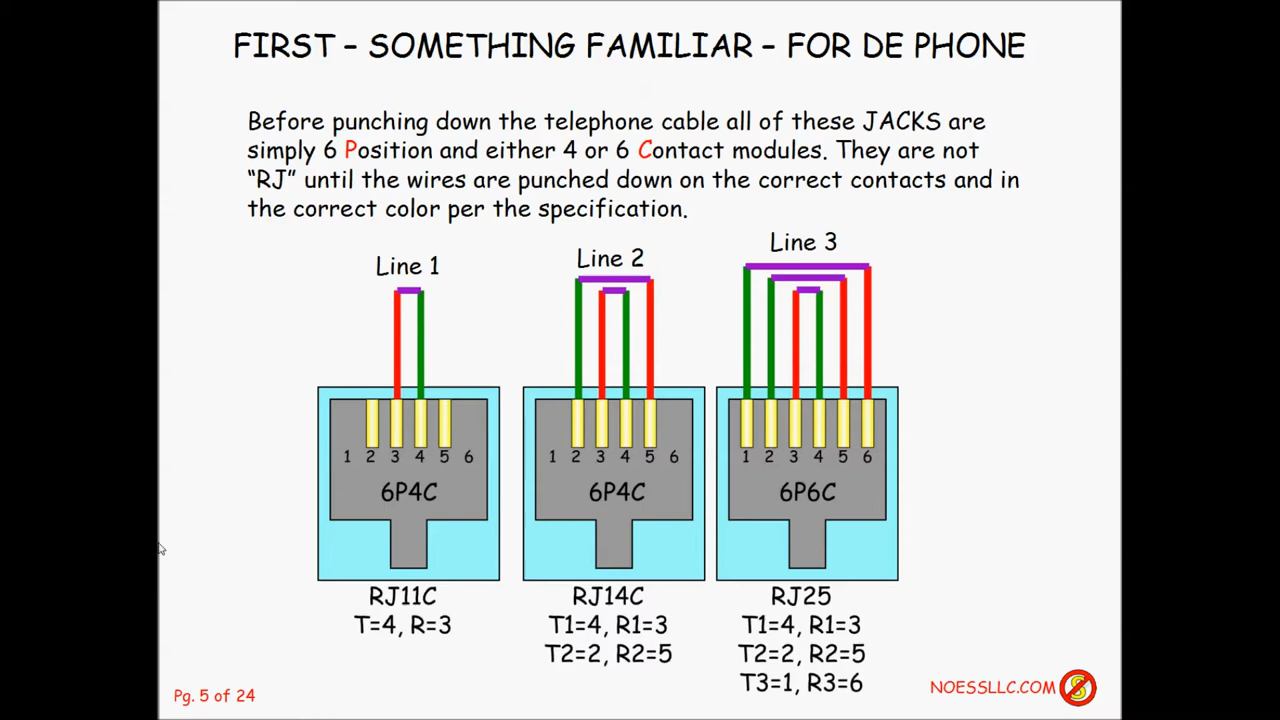 FIRST – SOMETHING FAMILIAR – FOR DE PHONE
Before punching down the telephone cable all of these JACKS are
simply 6 Position and either 4 or 6 Contact modules. They are not
“RJ” until the wires are punched down on the correct contacts and in
the correct color per the specification.
Line 1
Line 2
Line 3
1 2 3 4 5 6
6P4C
RJ11C
T=4, R=3
1 2 3 4 5 6
6P4C
RJ14C
T1=4, R1=3
T2=2, R2=5
1 2 3 4 5 6
6P6C
RJ25
T1=4, R1=3
T2=2, R2=5
T3=1, R3=6
Pg. 5 of 24
NOESSLLC.COM
S